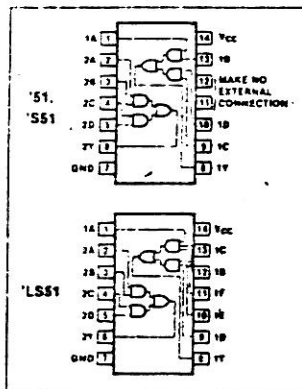 1A 1 14 VCC
2A 2 13 1B
2B 3 12 MAKE NO
EXTERNAL
'51,
'S51
2C 4 11 CONNECTION
2D 5 10 1D
2Y 6 9 1C
GND 7 8 1Y
1A 1 14 VCC
2A 2 13 1C
2B 3 12 1B
'LS51
2C 4 11 1F
2D 5 10 1E
2Y 6 9 1D
GND 7 8 1Y